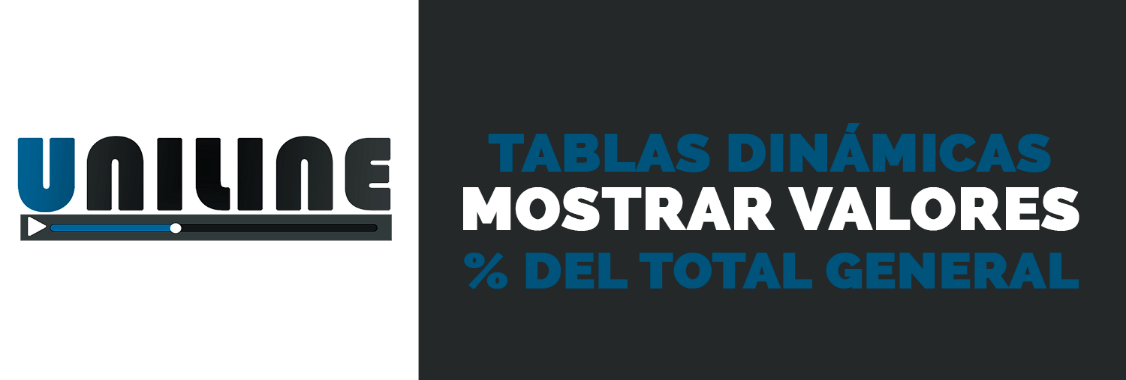 UNILINE
TABLAS DINÁMICAS
MOSTRAR VALORES
% DEL TOTAL GENERAL